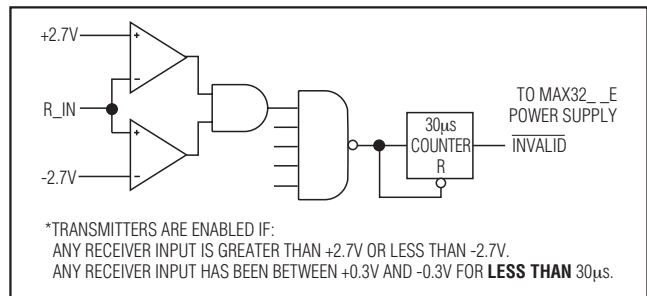 +2.7V
+
-
R_IN
+
-
-2.7V
30μs
COUNTER
R
TO MAX32_ _E
POWER SUPPLY
INVALID
*TRANSMITTERS ARE ENABLED IF:
ANY RECEIVER INPUT IS GREATER THAN +2.7V OR LESS THAN -2.7V.
ANY RECEIVER INPUT HAS BEEN BETWEEN +0.3V AND -0.3V FOR LESS THAN 30μs.